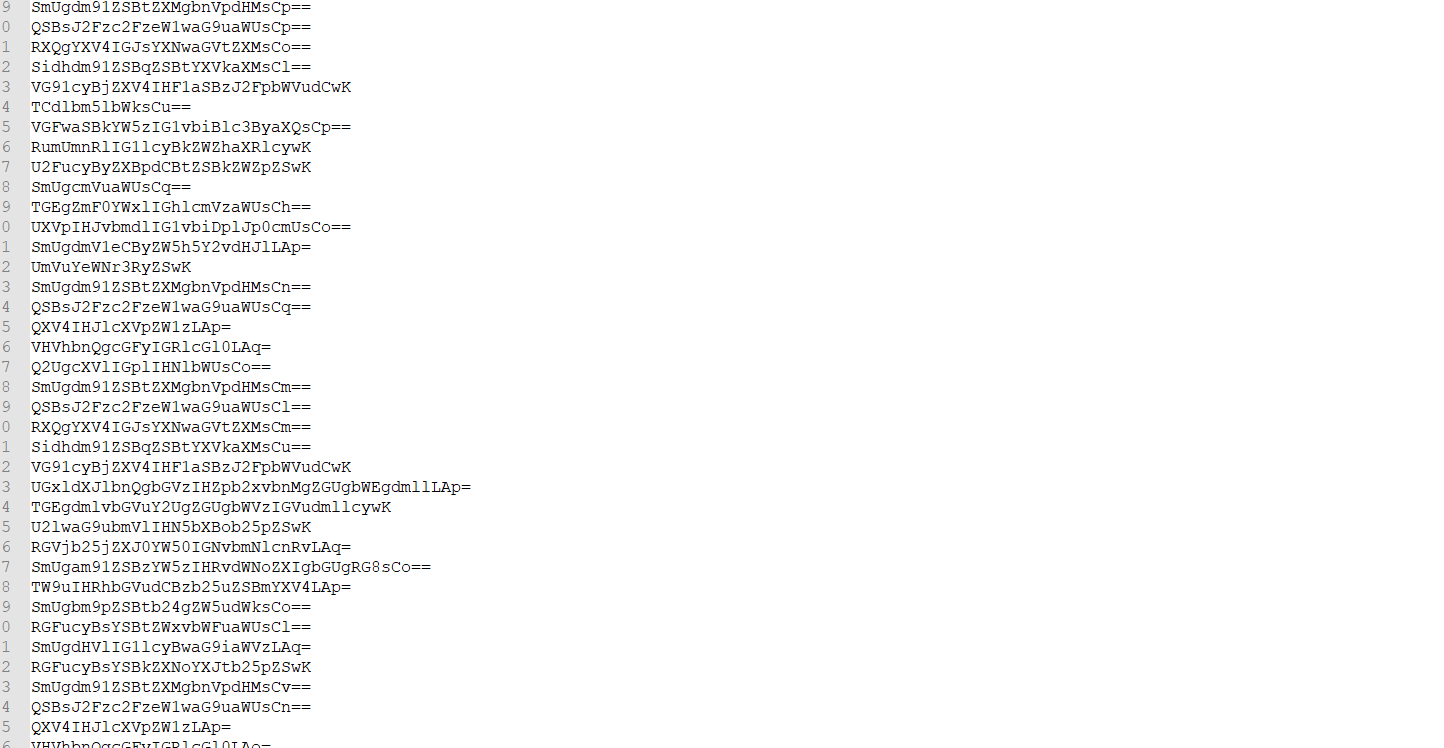 9 SmUgdm91ZSBtZXMgbnVpdHMsCp==
0 QSBsJ2Fzc2FzeW1waG9uaWUsCp==
1 RXQgYXV4IGJsYXNwaGVtZXMsCo==
2 Sidhdm91ZSBqZSBtYXVkaXMsCl==
3 VG91cyBjZXV4IHF1aSBzJ2FpbWVudCwK
4 TCdlbm5lbWksCu==
5 VGFwaSBkYW5zIG1vbiBlc3ByaXQsCp==
6 RumUmnRlIG1lcyBkZWZhaXRlcywK
7 U2FucyByZXBpdCBtZSBkZWZpZSwK
8 SmUgcmVuaWUsCq==
9 TGEgZmF0YWxlIGhlcmVzaWUsCh==
0 UXVpIHJvbmdlIG1vbiDplJp0cmUsCo==
1 SmUgdmV1eCByZW5h5Y2vdHJlLAp=
2 UmVuYeWNr3RyZSwK
3 SmUgdm91ZSBtZXMgbnVpdHMsCn==
4 QSBsJ2Fzc2FzeW1waG9uaWUsCq==
5 QXV4IHJlcXVpZW1zLAp=
6 VHVhbnQgcGFyIGRlcGl0LAq=
7 Q2UgcXVlIGplIHNlbWUsCo==
8 SmUgdm91ZSBtZXMgbnVpdHMsCm==
9 QSBsJ2Fzc2FzeW1waG9uaWUsCl==
0 RXQgYXV4IGJsYXNwaGVtZXMsCm==
1 Sidhdm91ZSBqZSBtYXVkaXMsCu==
2 VG91cyBjZXV4IHF1aSBzJ2FpbWVudCwK
3 UGxldXJlbnQgbGVzIHZpb2xvbnMgZGUgbWEgdmllLAp=
4 TGEgdmlvbGVuY2UgZGUgbWVzIGVudmllcywK
5 U2lwaG9ubmVlIHN5bXBob25pZSwK
6 RGVjb25jZXJ0YW50IGNvbmNlcnRvLAq=
7 SmUgam91ZSBzYW5zIHRvdWNoZXIgbGUgRG8sCo==
8 TW9uIHRhbGVudCBzb25uZSBmYXV4LAp=
9 SmUgbm9pZSBtb24gZW5udWksCo==
0 RGFucyBsYSBtZWxvbWFuaWUsCl==
1 SmUgdHVlIG1lcyBwaG9iaWVzLAq=
2 RGFucyBsYSBkZXNoYXJtb25pZSwK
3 SmUgdm91ZSBtZXMgbnVpdHMsCv==
4 QSBsJ2Fzc2FzeW1waG9uaWUsCn==
5 QXV4IHJlcXVpZW1zLAp=
6 VHVhbnQgcGFyIGRlcGl0LAo=